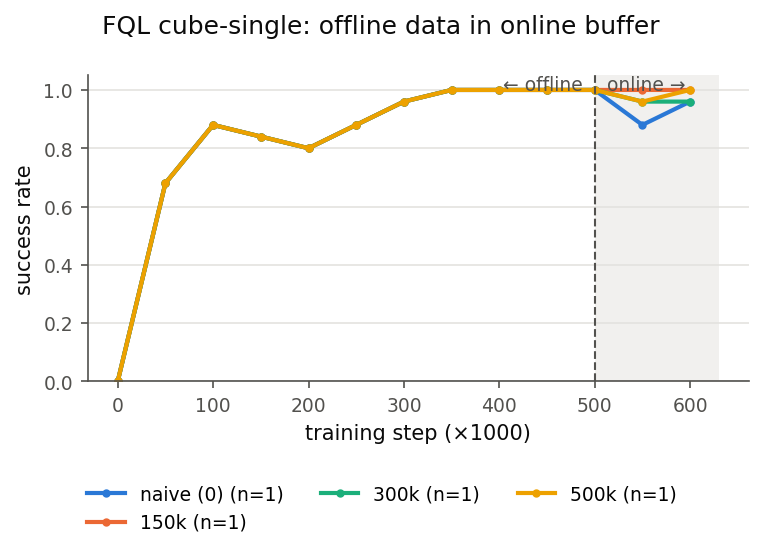 FQL cube-single: offline data in online buffer
← offline
online →
1.0
0.8
0.6
0.4
0.2
0.0
success rate
0 100 200 300 400 500 600
training step (×1000)
naive (0) (n=1) 300k (n=1) 500k (n=1)
150k (n=1)